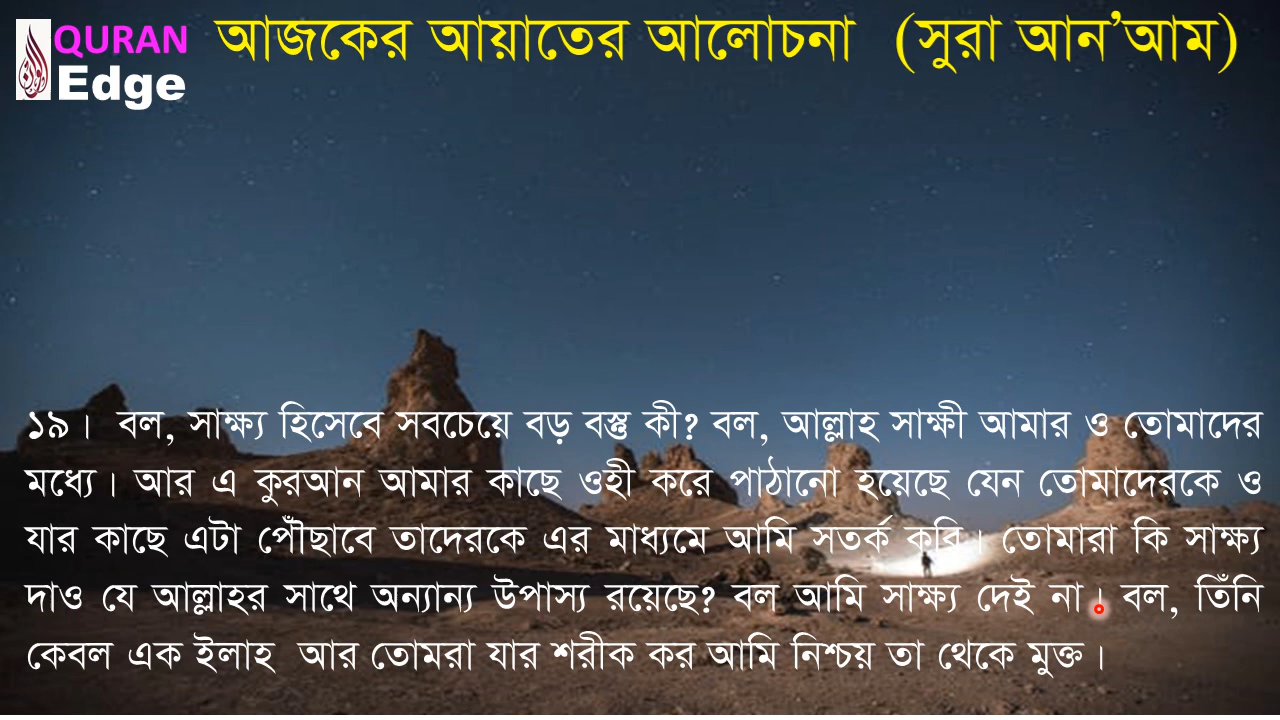 QURAN
Edge
আজকের আয়াতের আলোচনা (সুরা আন’আম)
১৯। বল, সাক্ষ্য হিসেবে সবচেয়ে বড় বস্তু কী? বল, আল্লাহ সাক্ষী আমার ও তোমাদের
মধ্যে। আর এ কুরআন আমার কাছে ওহী করে পাঠানো হয়েছে যেন তোমাদেরকে ও
যার কাছে এটা পৌঁছাবে তাদেরকে এর মাধ্যমে আমি সতর্ক করি। তোমারা কি সাক্ষ্য
দাও যে আল্লাহর সাথে অন্যান্য উপাস্য রয়েছে? বল আমি সাক্ষ্য দেই না। বল, তিঁনি
কেবল এক ইলাহ আর তোমরা যার শরীক কর আমি নিশ্চয় তা থেকে মুক্ত।